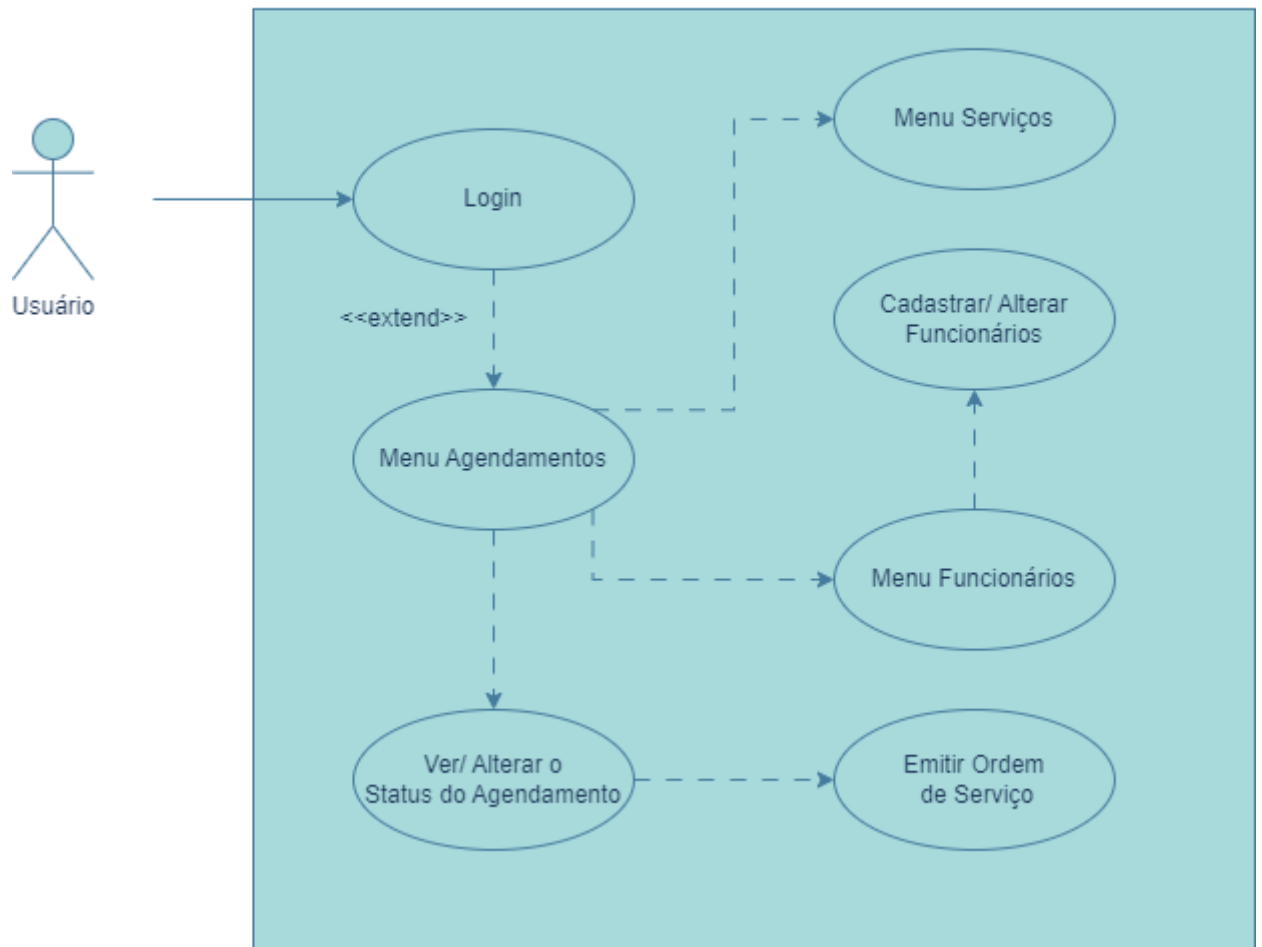 Usuário
Login
<<extend>>
Menu Agendamentos
Ver/ Alterar o
Status do Agendamento
Menu Serviços
Cadastrar/ Alterar
Funcionários
Menu Funcionários
Emitir Ordem
de Serviço